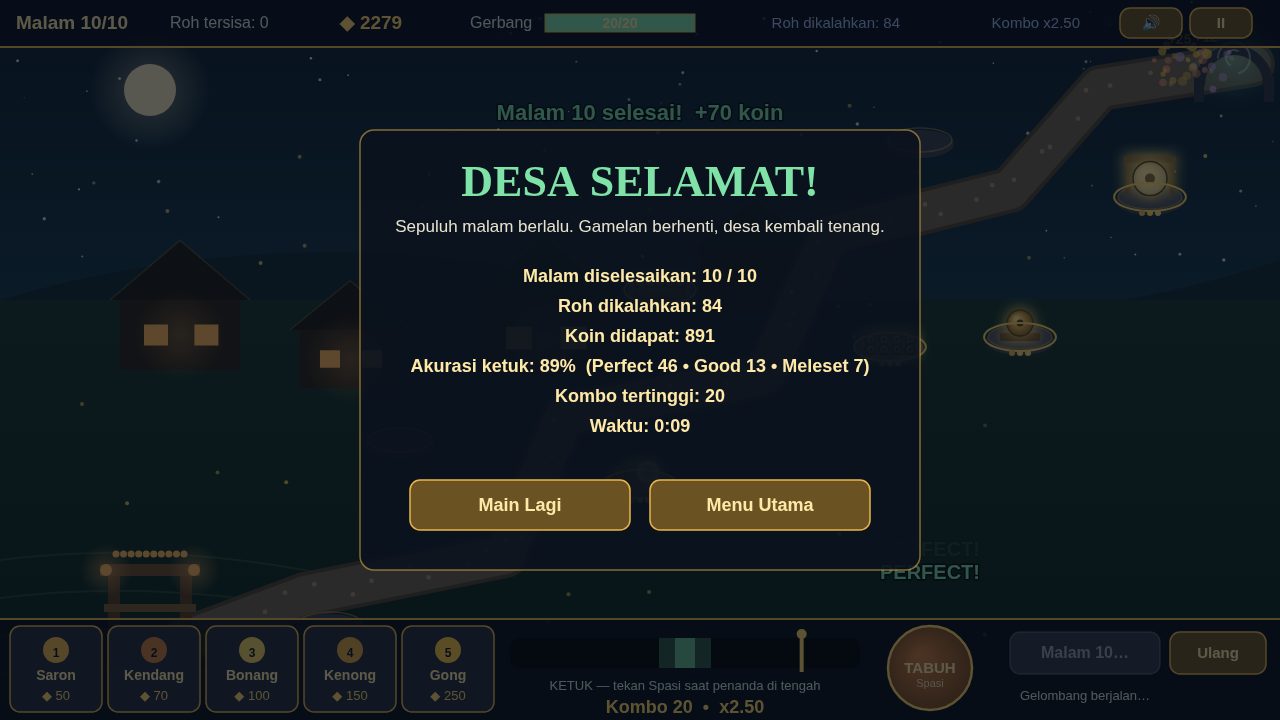 Malam 10/10 Roh tersisa: 0 ◆ 2279 Gerbang 20/20 Roh dikalahkan: 84 Kombo x2.50
Malam 10 selesai! +70 koin
DESA SELAMAT!
Sepuluh malam berlalu. Gamelan berhenti, desa kembali tenang.
Malam diselesaikan: 10 / 10
Roh dikalahkan: 84
Koin didapat: 891
Akurasi ketuk: 89% (Perfect 46 • Good 13 • Meleset 7)
Kombo tertinggi: 20
Waktu: 0:09
Main Lagi Menu Utama
PERFECT!
1 2 3 4 5
Saron Kendang Bonang Kenong Gong
◆ 50 ◆ 70 ◆ 100 ◆ 150 ◆ 250
KETUK — tekan Spasi saat penanda di tengah
Kombo 20 • x2.50
TABUH
Spasi
Malam 10… Ulang
Gelombang berjalan…